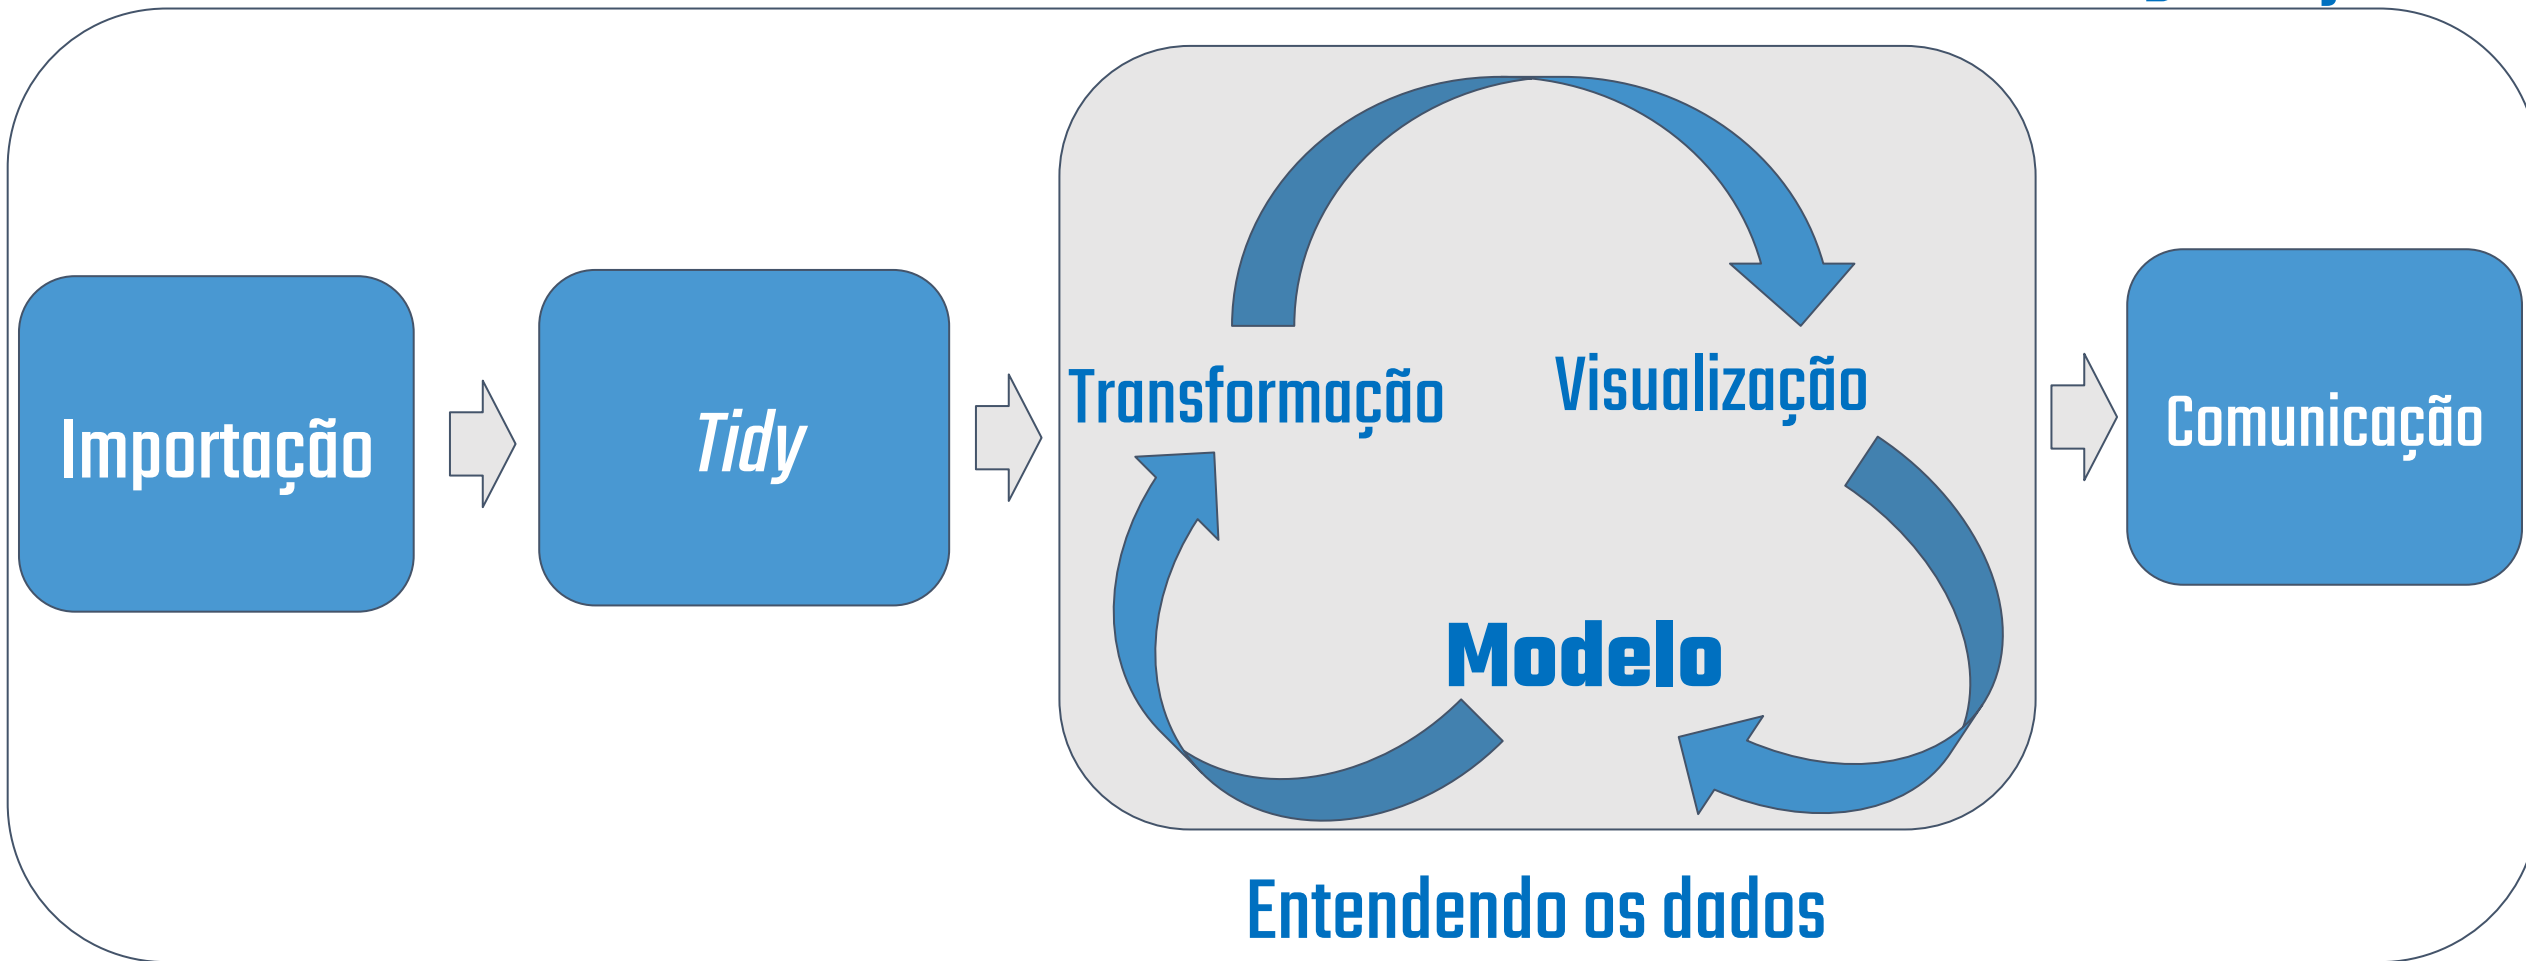 Importação
Tidy
Transformação
Visualização
Modelo
Comunicação
Entendendo os dados